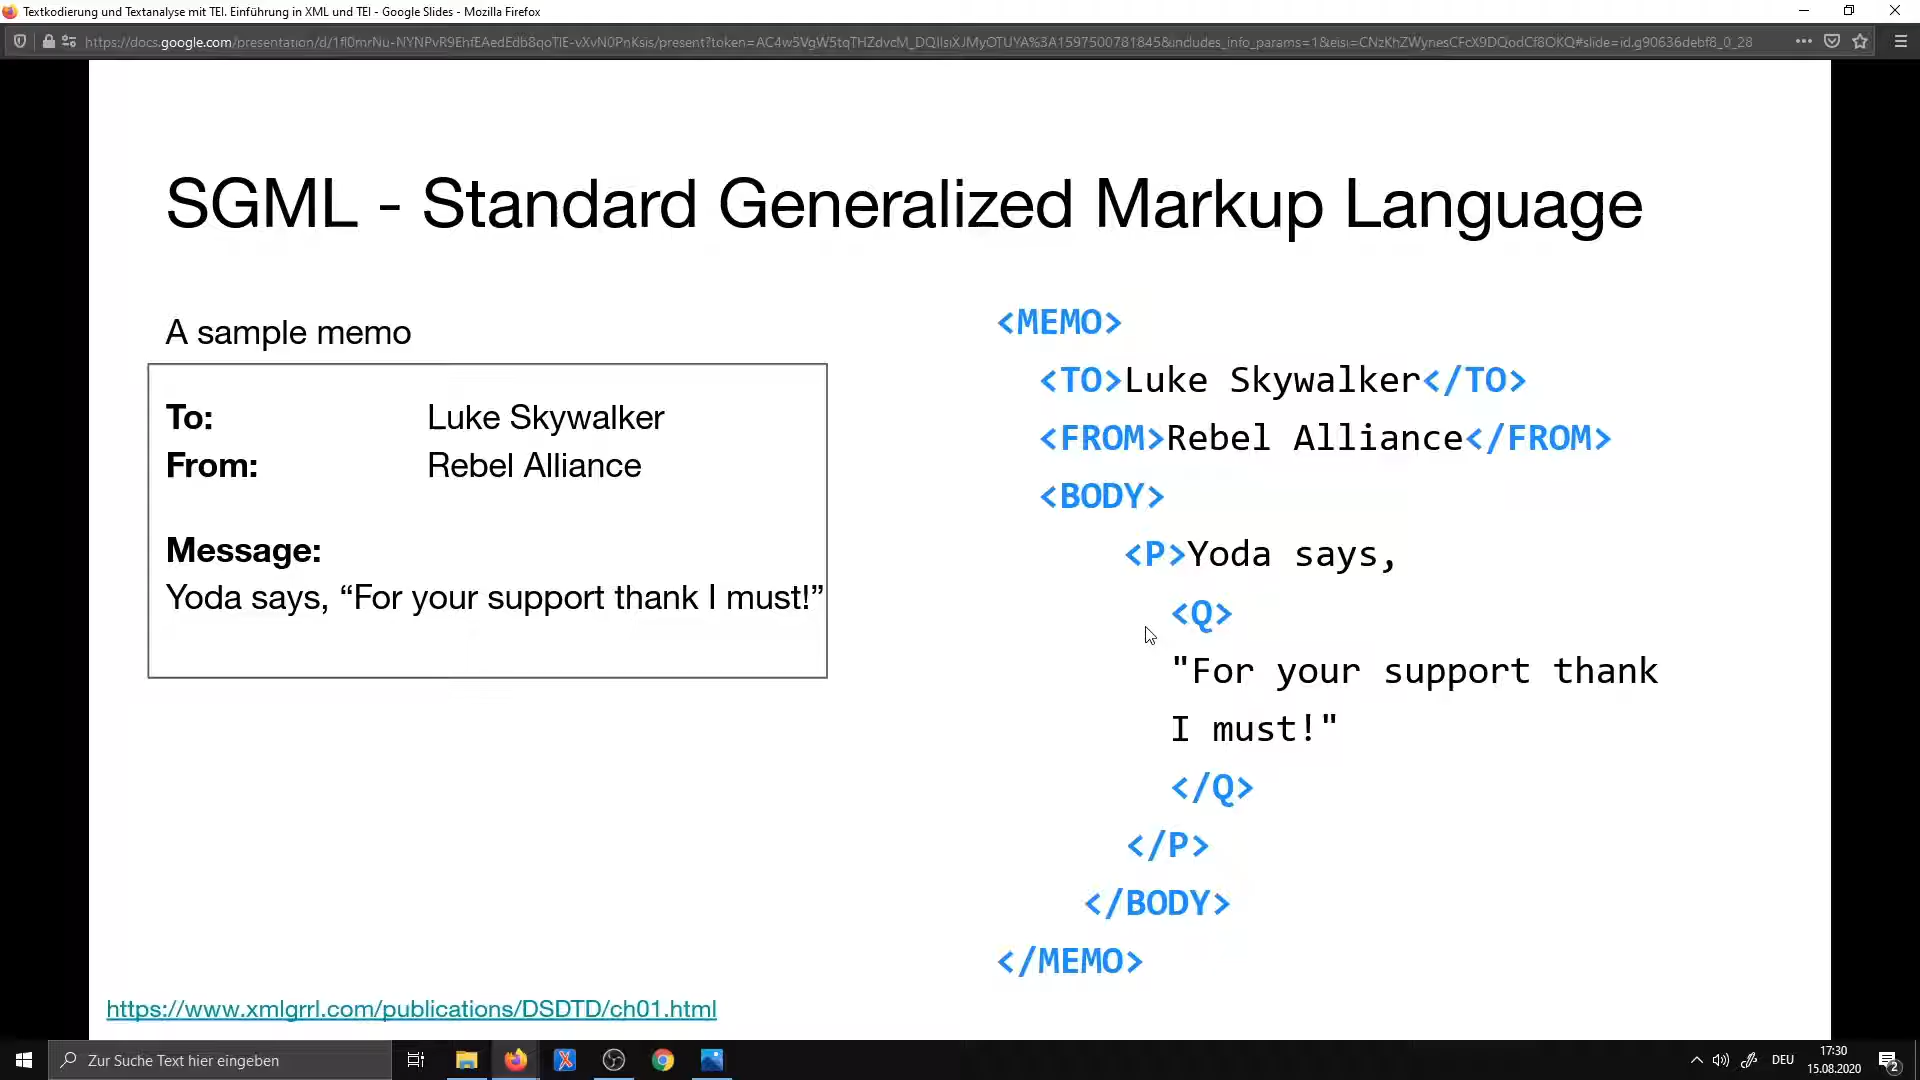 Textkodierung und Textanalyse mit TEI. Einführung in XML und TEI - Google Slides - Mozilla Firefox
SGML - Standard Generalized Markup Language
A sample memo
To: Luke Skywalker
From: Rebel Alliance
Message:
Yoda says, “For your support thank I must!”
<MEMO>
<TO>Luke Skywalker</TO>
<FROM>Rebel Alliance</FROM>
<BODY>
<P>Yoda says,
<Q>
"For your support thank
I must!"
</Q>
</P>
</BODY>
</MEMO>
https://www.xmlgrrl.com/publications/DSDTD/ch01.html
Zur Suche Text hier eingeben
DEU
17:30
15.08.2020
2